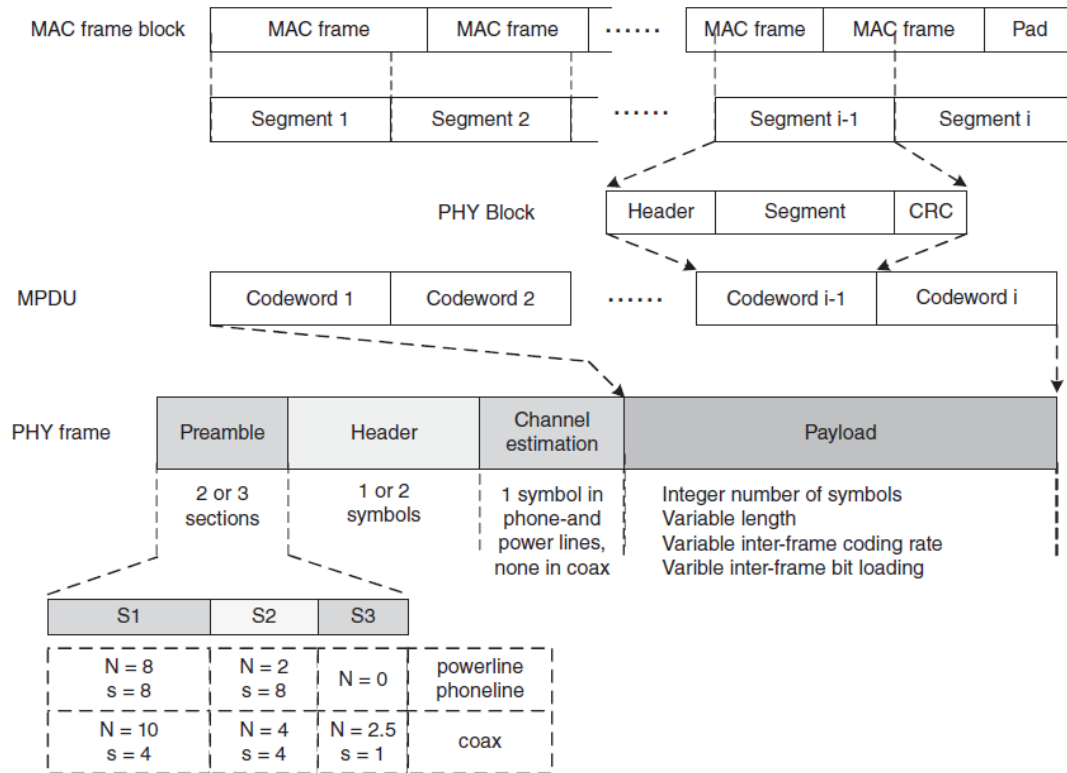 MAC frame block
MAC frame
MAC frame
......
MAC frame
MAC frame
Pad
Segment 1
Segment 2
......
Segment i-1
Segment i
PHY Block
Header
Segment
CRC
MPDU
Codeword 1
Codeword 2
......
Codeword i-1
Codeword i
PHY frame
Preamble
Header
Channel
estimation
Payload
2 or 3
sections
1 or 2
symbols
1 symbol in
phone-and
power lines,
none in coax
Integer number of symbols
Variable length
Variable inter-frame coding rate
Varible inter-frame bit loading
S1
S2
S3
N = 8
s = 8
N = 2
s = 8
N = 0
powerline
phoneline
N = 10
s = 4
N = 4
s = 4
N = 2.5
s = 1
coax